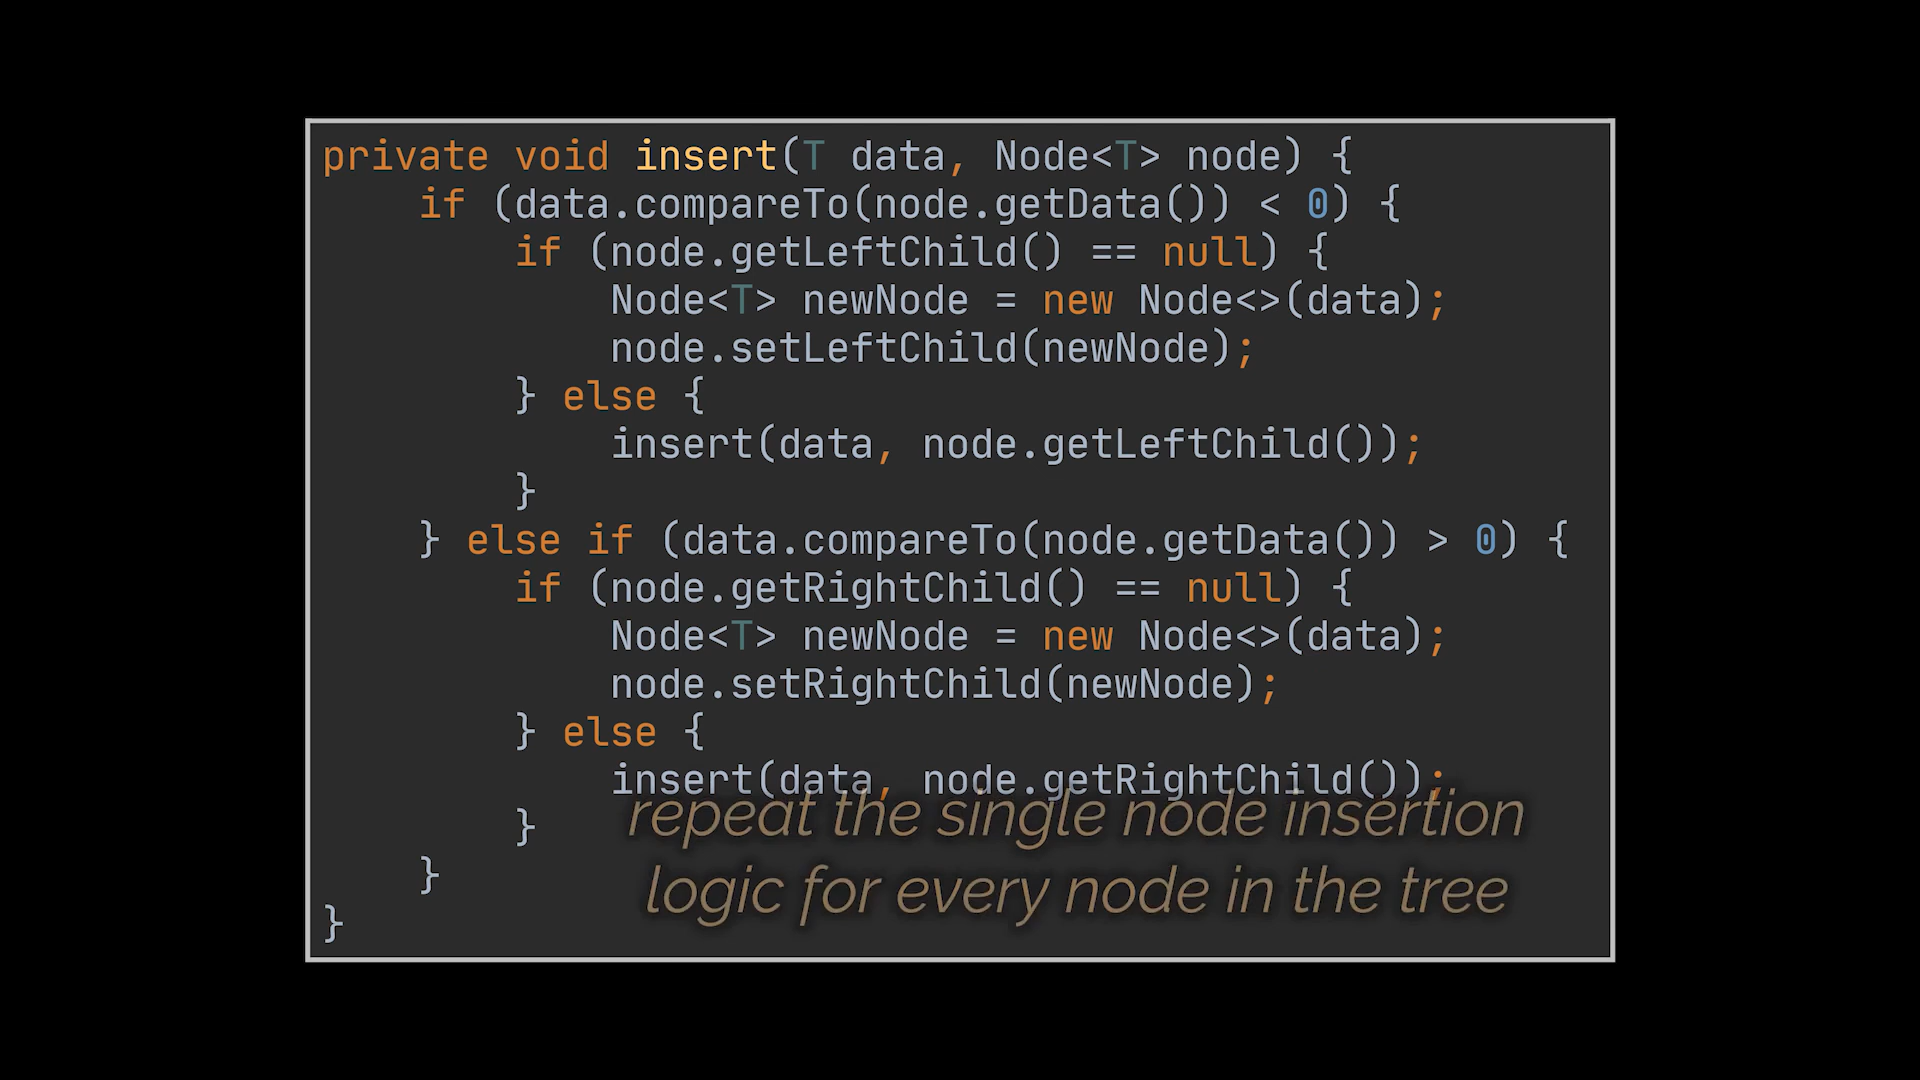 private void insert(T data, Node<T> node) {
    if (data.compareTo(node.getData()) < 0) {
        if (node.getLeftChild() == null) {
            Node<T> newNode = new Node<>(data);
            node.setLeftChild(newNode);
        } else {
            insert(data, node.getLeftChild());
        }
    } else if (data.compareTo(node.getData()) > 0) {
        if (node.getRightChild() == null) {
            Node<T> newNode = new Node<>(data);
            node.setRightChild(newNode);
        } else {
            insert(data, node.getRightChild());
        }
    }
}
repeat the single node insertion
logic for every node in the tree